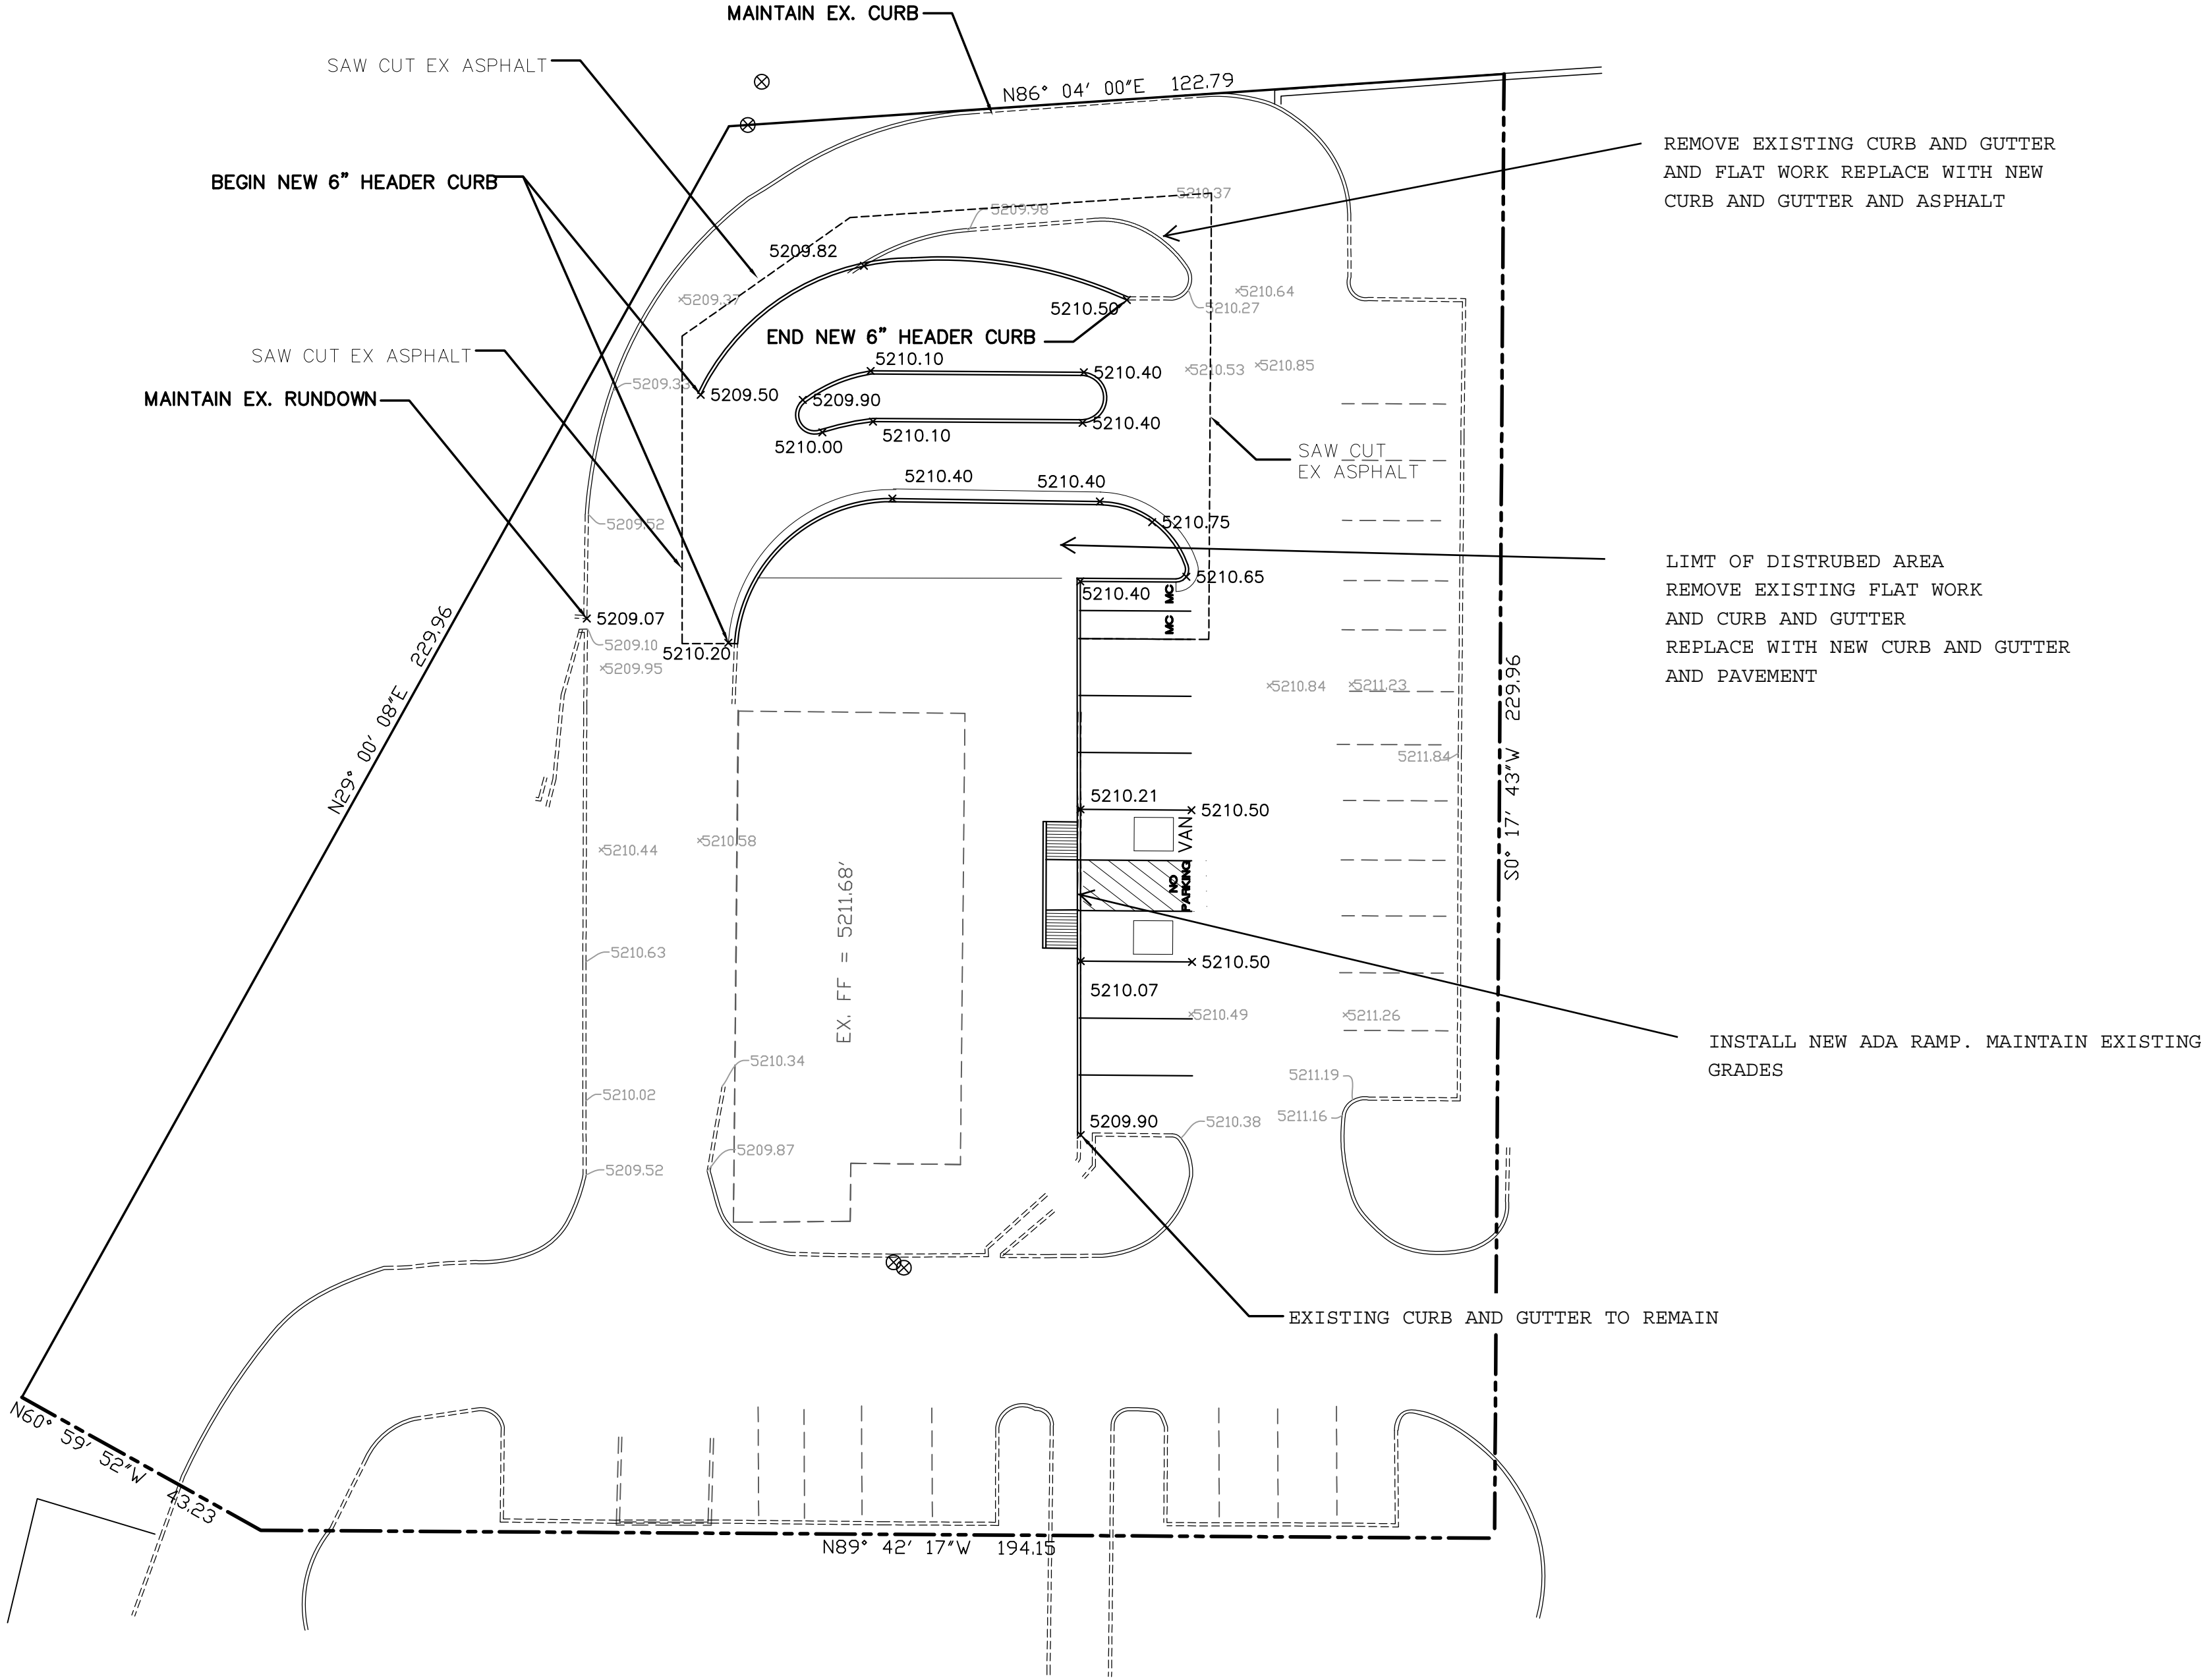 MAINTAIN EX. CURB
SAW CUT EX ASPHALT
N86° 04' 00"E 122.79
REMOVE EXISTING CURB AND GUTTER
AND FLAT WORK REPLACE WITH NEW
CURB AND GUTTER AND ASPHALT
BEGIN NEW 6" HEADER CURB
5210.37
5209.98
5209.82
5209.37
5210.64
5210.50
5210.27
END NEW 6" HEADER CURB
SAW CUT EX ASPHALT
5210.10
5210.40
5210.53
5210.85
5209.33
5209.50
5209.90
MAINTAIN EX. RUNDOWN
5210.00
5210.10
5210.40
SAW CUT
EX ASPHALT
5210.40
5210.40
5209.52
5210.75
LIMT OF DISTRUBED AREA
REMOVE EXISTING FLAT WORK
AND CURB AND GUTTER
REPLACE WITH NEW CURB AND GUTTER
AND PAVEMENT
5210.65
5210.40
MC
MC
MC
MC
5209.07
5209.10
5210.20
5209.95
N29° 00' 08"E 229.96
5210.84
5211.23
S0° 17' 43"W 229.96
5211.84
5210.21
5210.50
VAN
5210.44
5210.58
NO
PARKING
EX. FF = 5211.68'
5210.63
5210.50
5210.07
5210.49
5211.26
INSTALL NEW ADA RAMP. MAINTAIN EXISTING
GRADES
5210.34
5211.19
5210.02
5211.16
5209.90
5210.38
5209.87
5209.52
EXISTING CURB AND GUTTER TO REMAIN
N60° 59' 52"W 43.23
N89° 42' 17"W 194.15